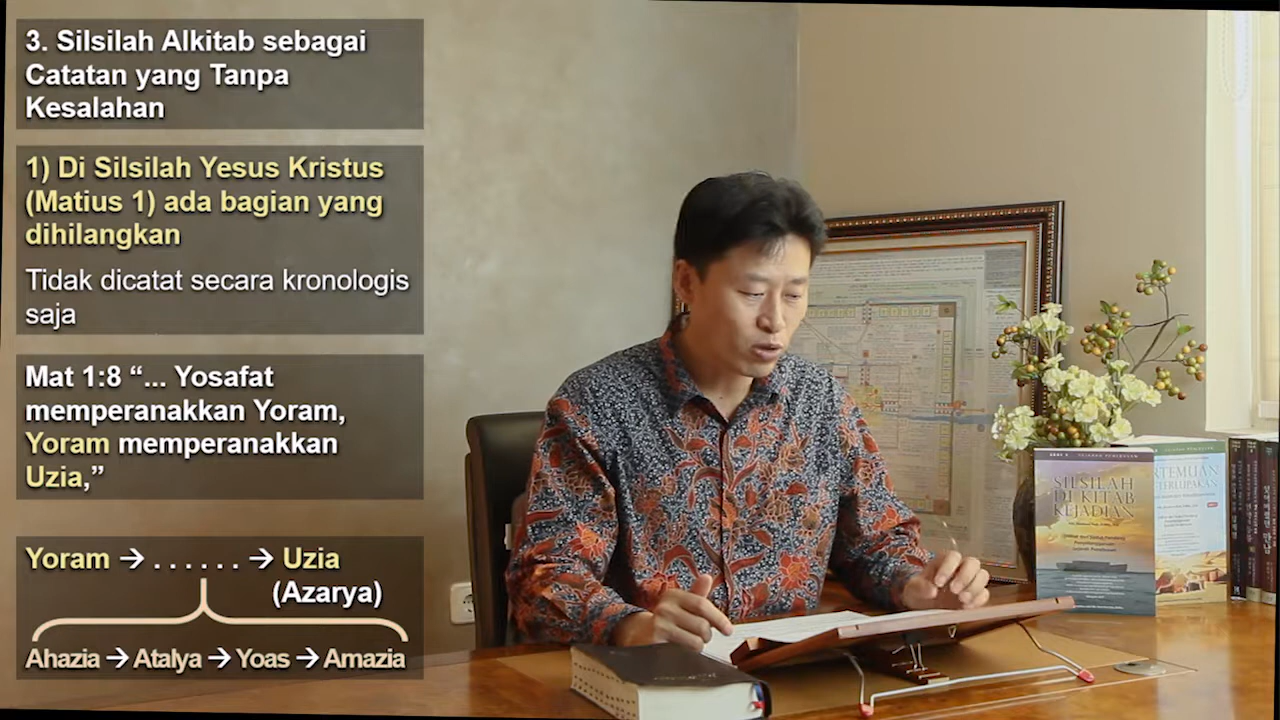 3. Silsilah Alkitab sebagai
Catatan yang Tanpa
Kesalahan
1) Di Silsilah Yesus Kristus
(Matius 1) ada bagian yang
dihilangkan
Tidak dicatat secara kronologis
saja
Mat 1:8 “... Yosafat
memperanakkan Yoram,
Yoram memperanakkan
Uzia,”
Yoram → . . . . . . → Uzia
(Azarya)
Ahazia → Atalya → Yoas → Amazia
SILSILAH
DI KITAB
KEJADIAN